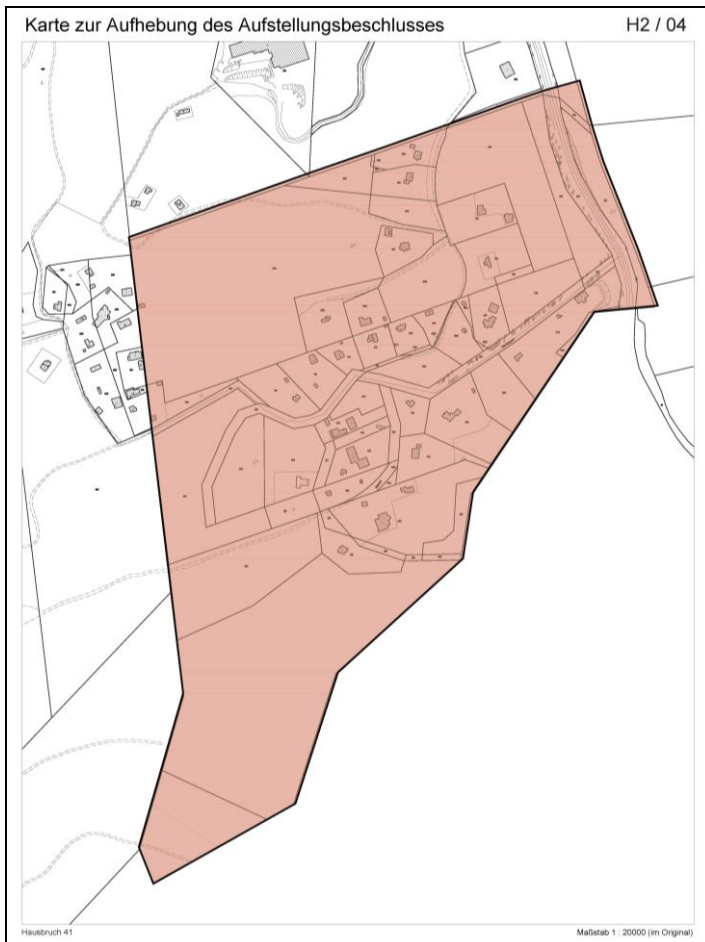 Karte zur Aufhebung des Aufstellungsbeschlusses H2 / 04
Hausbruch 41 Maßstab 1 : 20000 (im Original)